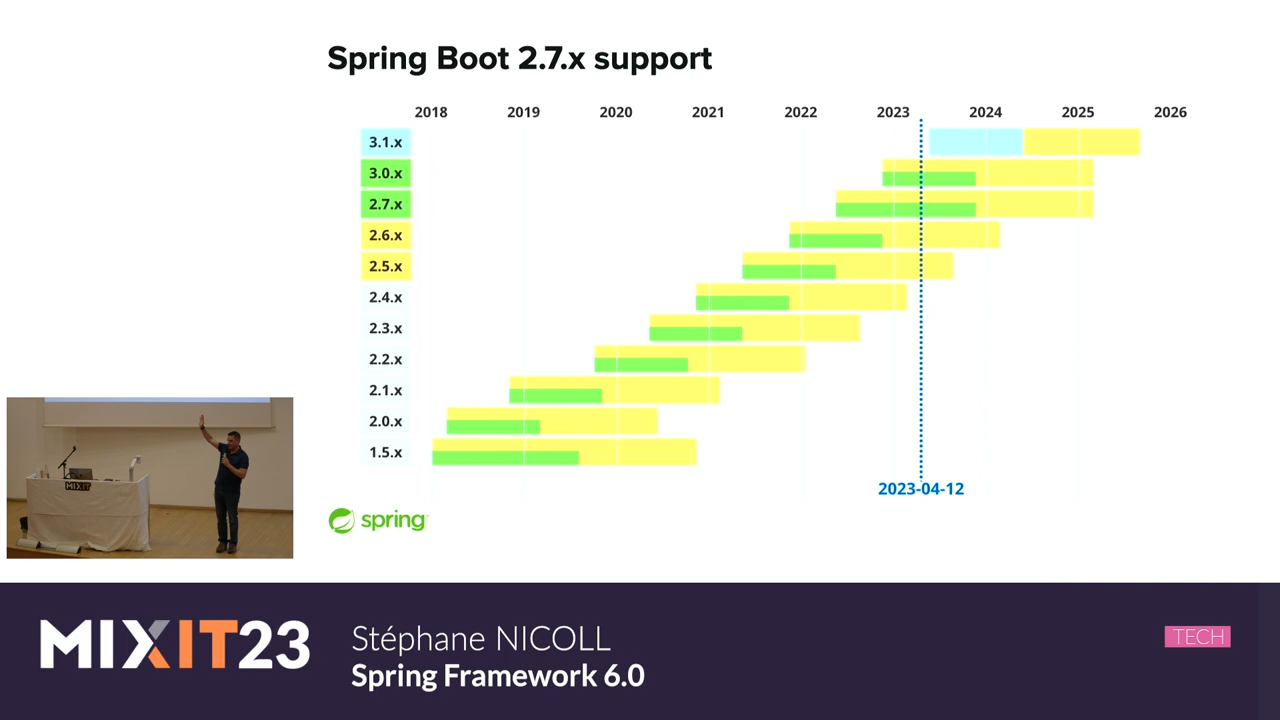 Spring Boot 2.7.x support
2018 2019 2020 2021 2022 2023 2024 2025 2026
3.1.x
3.0.x
2.7.x
2.6.x
2.5.x
2.4.x
2.3.x
2.2.x
2.1.x
2.0.x
1.5.x
2023-04-12
spring
MIXIT
MIXIT23
Stéphane NICOLL
TECH
Spring Framework 6.0